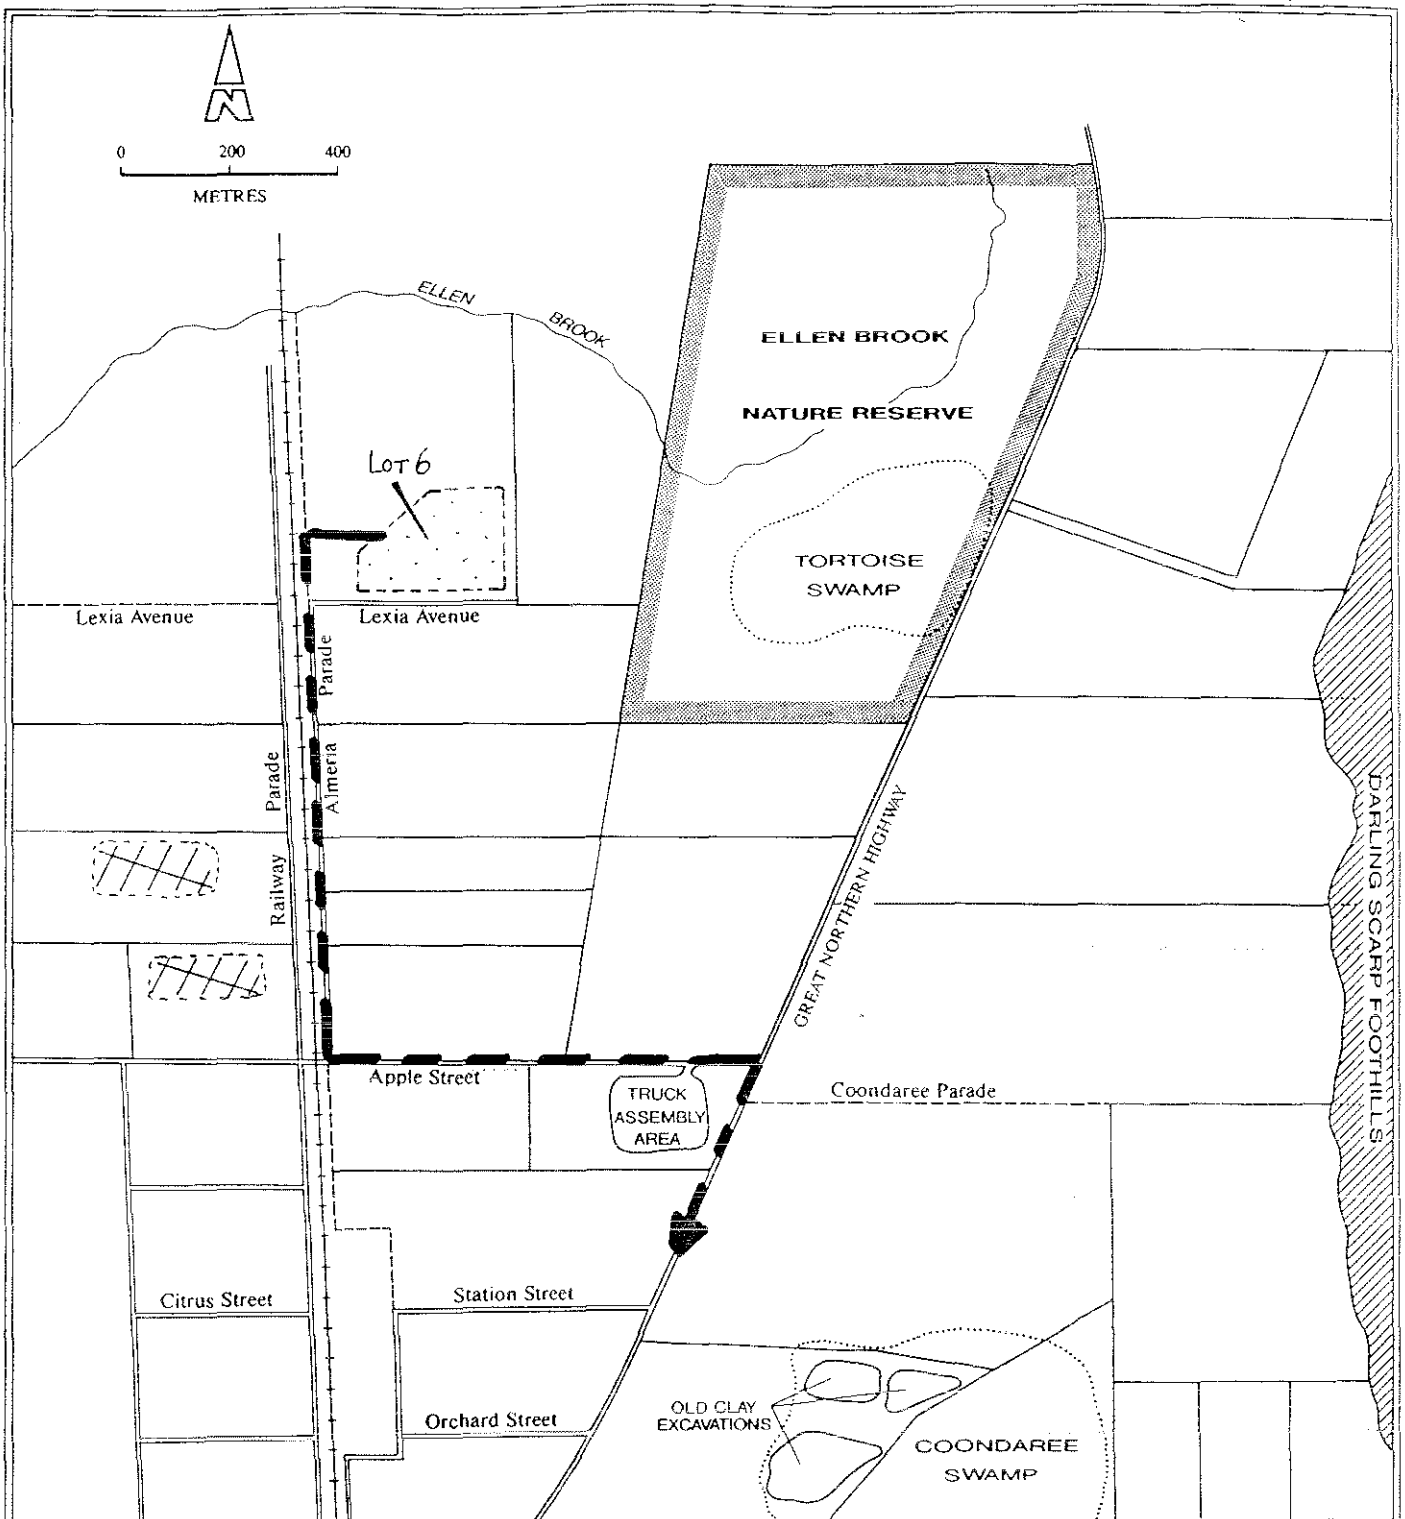 N
0 200 400
METRES
ELLEN
BROOK
ELLEN BROOK
NATURE RESERVE
LOT 6
TORTOISE
SWAMP
Lexia Avenue
Lexia Avenue
Parade
Almeria
Parade
Railway
GREAT NORTHERN HIGHWAY
DARLING SCARP FOOTHILLS
Apple Street
TRUCK
ASSEMBLY
AREA
Coondaree Parade
Citrus Street
Station Street
Orchard Street
OLD CLAY
EXCAVATIONS
COONDAREE
SWAMP